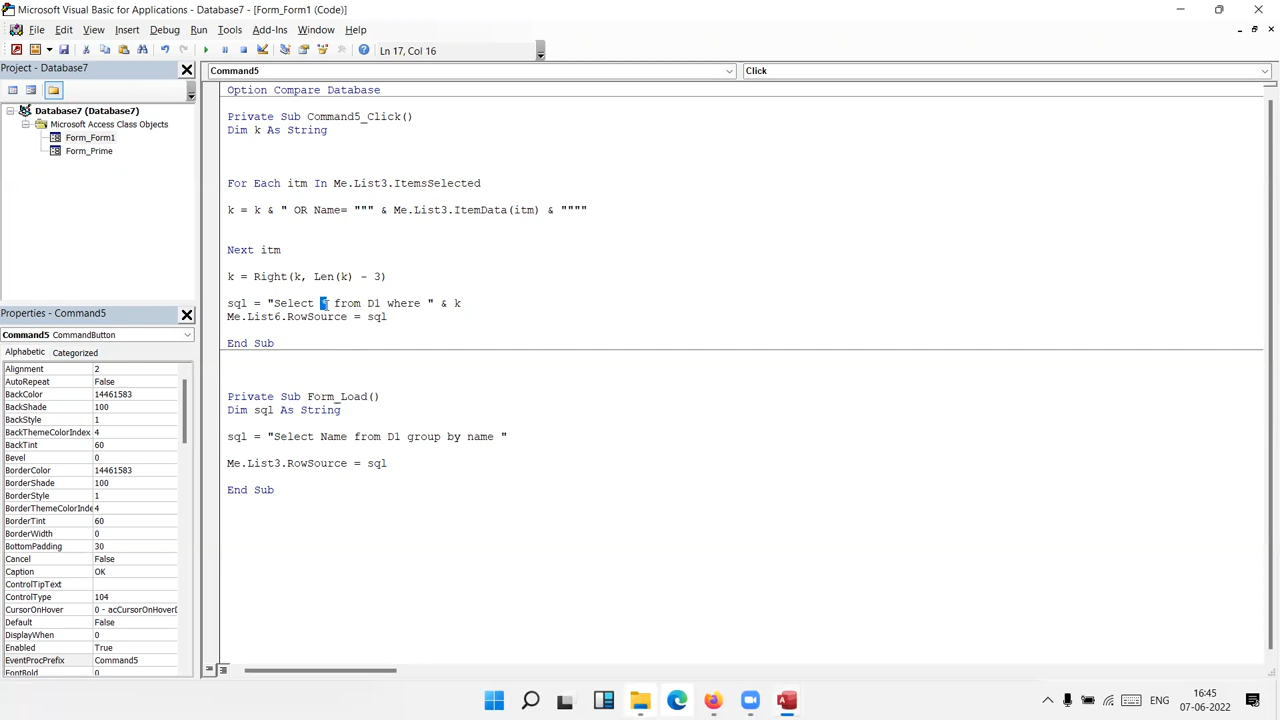 Microsoft Visual Basic for Applications - Database7 - [Form_Form1 (Code)]
File Edit View Insert Debug Run Tools Add-Ins Window Help
Ln 17, Col 16
Project - Database7
Database7 (Database7)
Microsoft Access Class Objects
Form_Form1
Form_Prime
Properties - Command5
Command5 CommandButton
Alphabetic Categorized
Alignment 2
AutoRepeat False
BackColor 14461583
BackShade 100
BackStyle 1
BackThemeColorIndex 4
BackTint 60
Bevel 0
BorderColor 14461583
BorderShade 100
BorderStyle 1
BorderThemeColorInde 4
BorderTint 60
BorderWidth 0
BottomPadding 30
Cancel False
Caption OK
ControlTipText
ControlType 104
CursorOnHover 0 - acCursorOnHoverD
Default False
DisplayWhen 0
Enabled True
EventProcPrefix Command5
FontBold 0
Command5 Click
Option Compare Database
Private Sub Command5_Click()
Dim k As String
For Each itm In Me.List3.ItemsSelected
k = k & " OR Name= """ & Me.List3.ItemData(itm) & """"
Next itm
k = Right(k, Len(k) - 3)
sql = "Select * from D1 where " & k
Me.List6.RowSource = sql
End Sub
Private Sub Form_Load()
Dim sql As String
sql = "Select Name from D1 group by name "
Me.List3.RowSource = sql
End Sub
ENG
16:45
07-06-2022